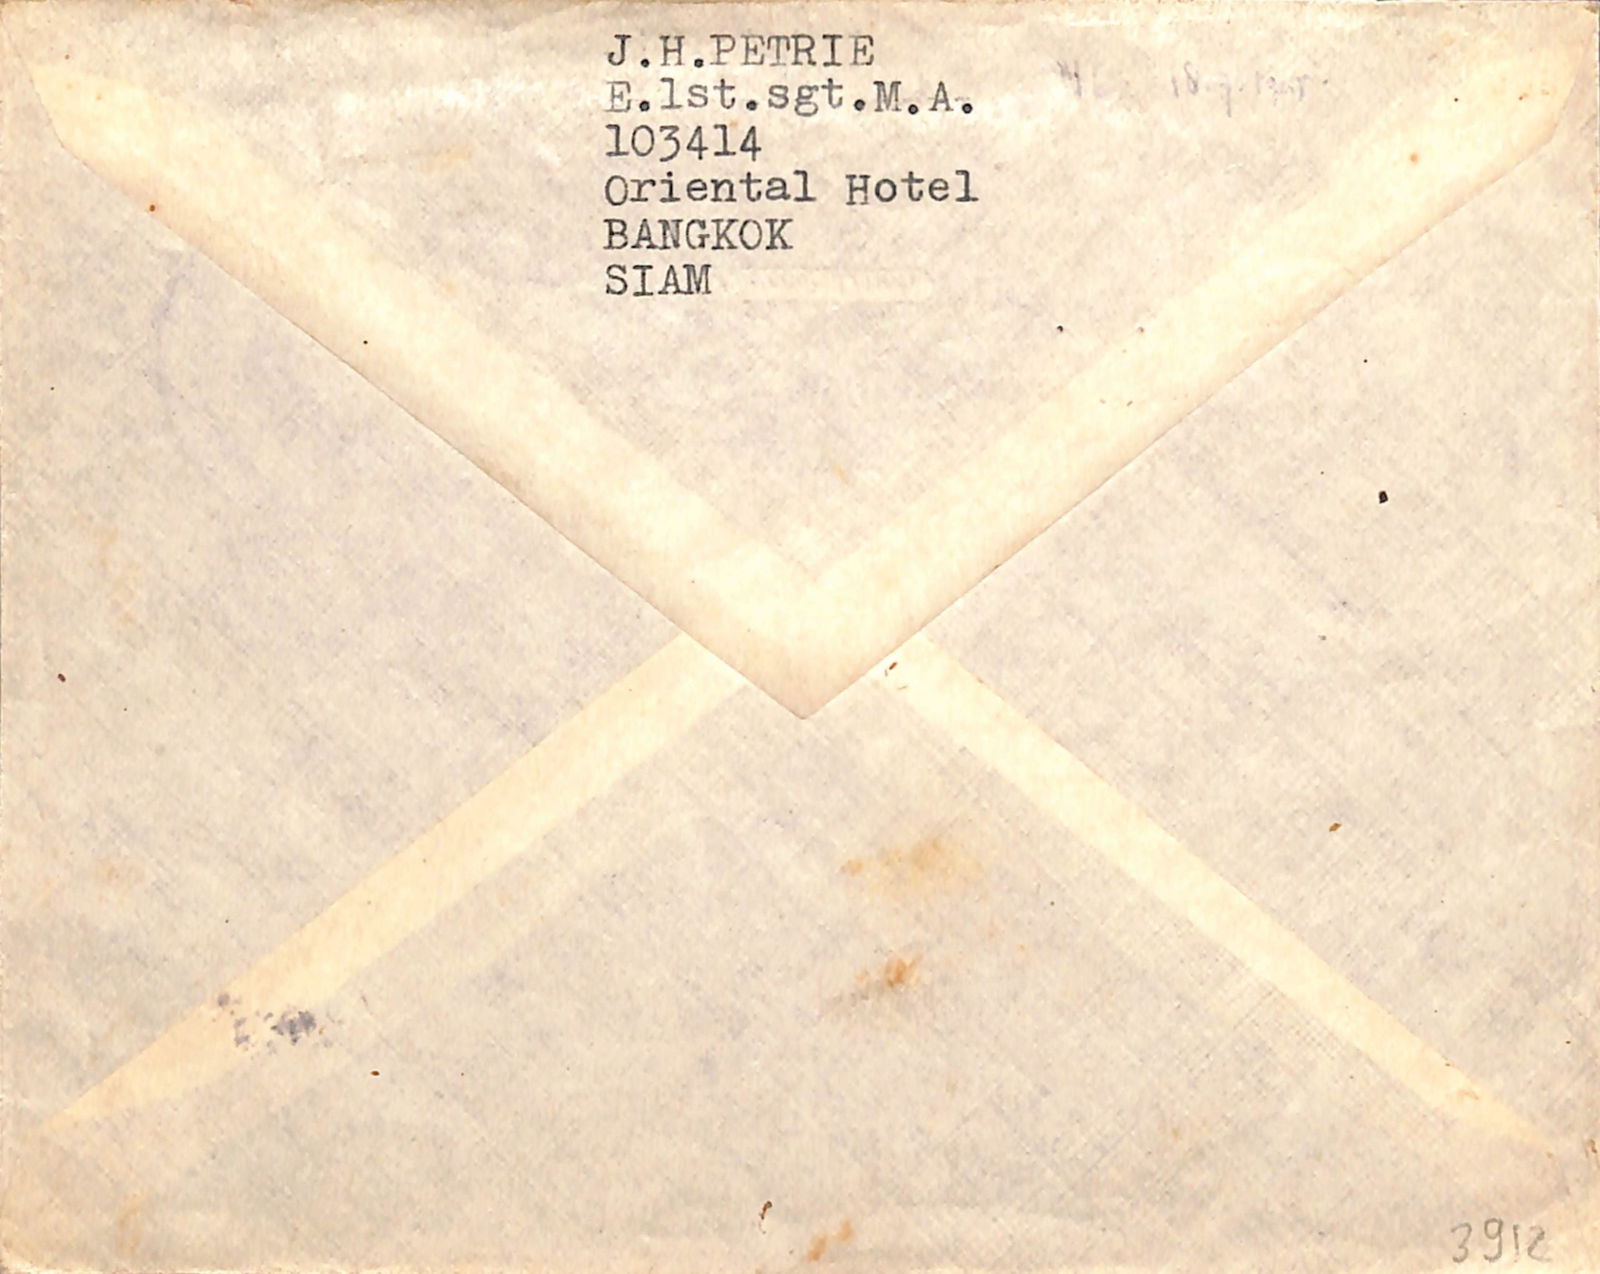 J.H.PETRIE
E.1st.sgt.M.A.
103414
Oriental Hotel
BANGKOK
SIAM
3912